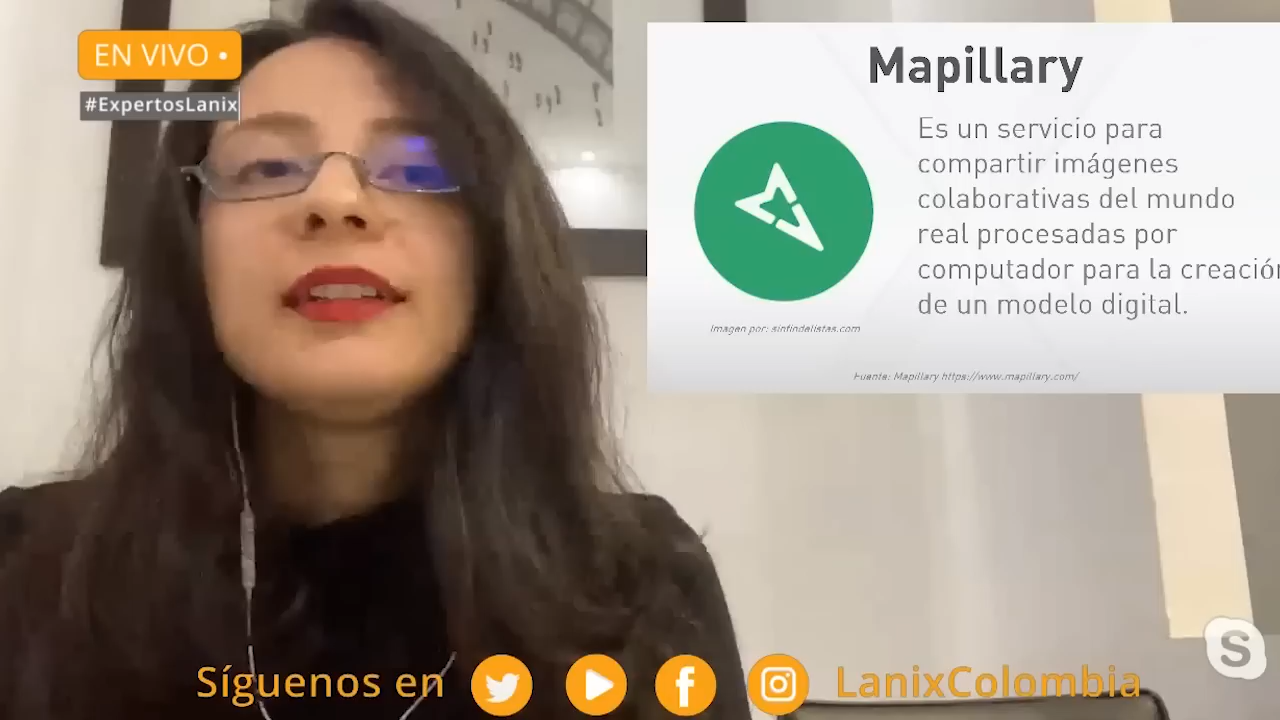 EN VIVO •
#ExpertosLanix
Mapillary
Es un servicio para
compartir imágenes
colaborativas del mundo
real procesadas por
computador para la creación
de un modelo digital.
Imagen por: sinfindelistas.com
Fuente: Mapillary https://www.mapillary.com/
Síguenos en
LanixColombia
S